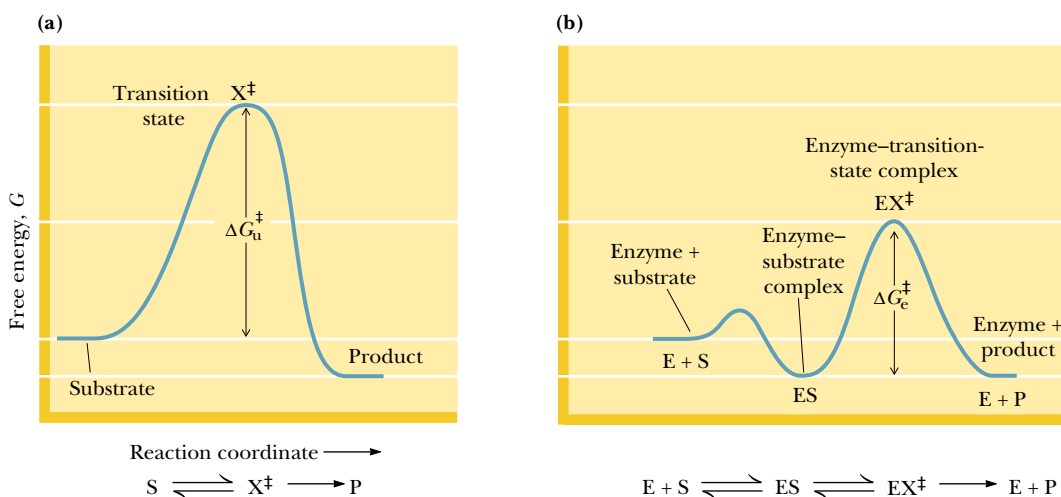 (a)
Free energy, G
Transition
state
X‡
ΔG‡u
Substrate
Product
Reaction coordinate ⟶
S ⇌ X‡ ⟶ P
(b)
Enzyme–transition-
state complex
EX‡
Enzyme +
substrate
E + S
Enzyme–
substrate
complex
ES
ΔG‡e
Enzyme +
product
E + P
E + S ⇌ ES ⇌ EX‡ ⟶ E + P